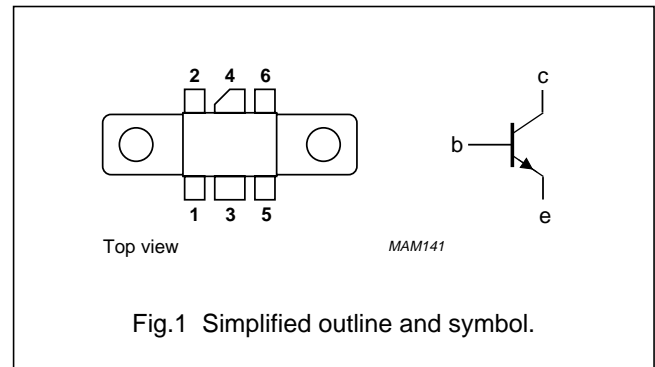 2 4 6
c
b
1 3 5
e
Top view
MAM141
Fig.1 Simplified outline and symbol.